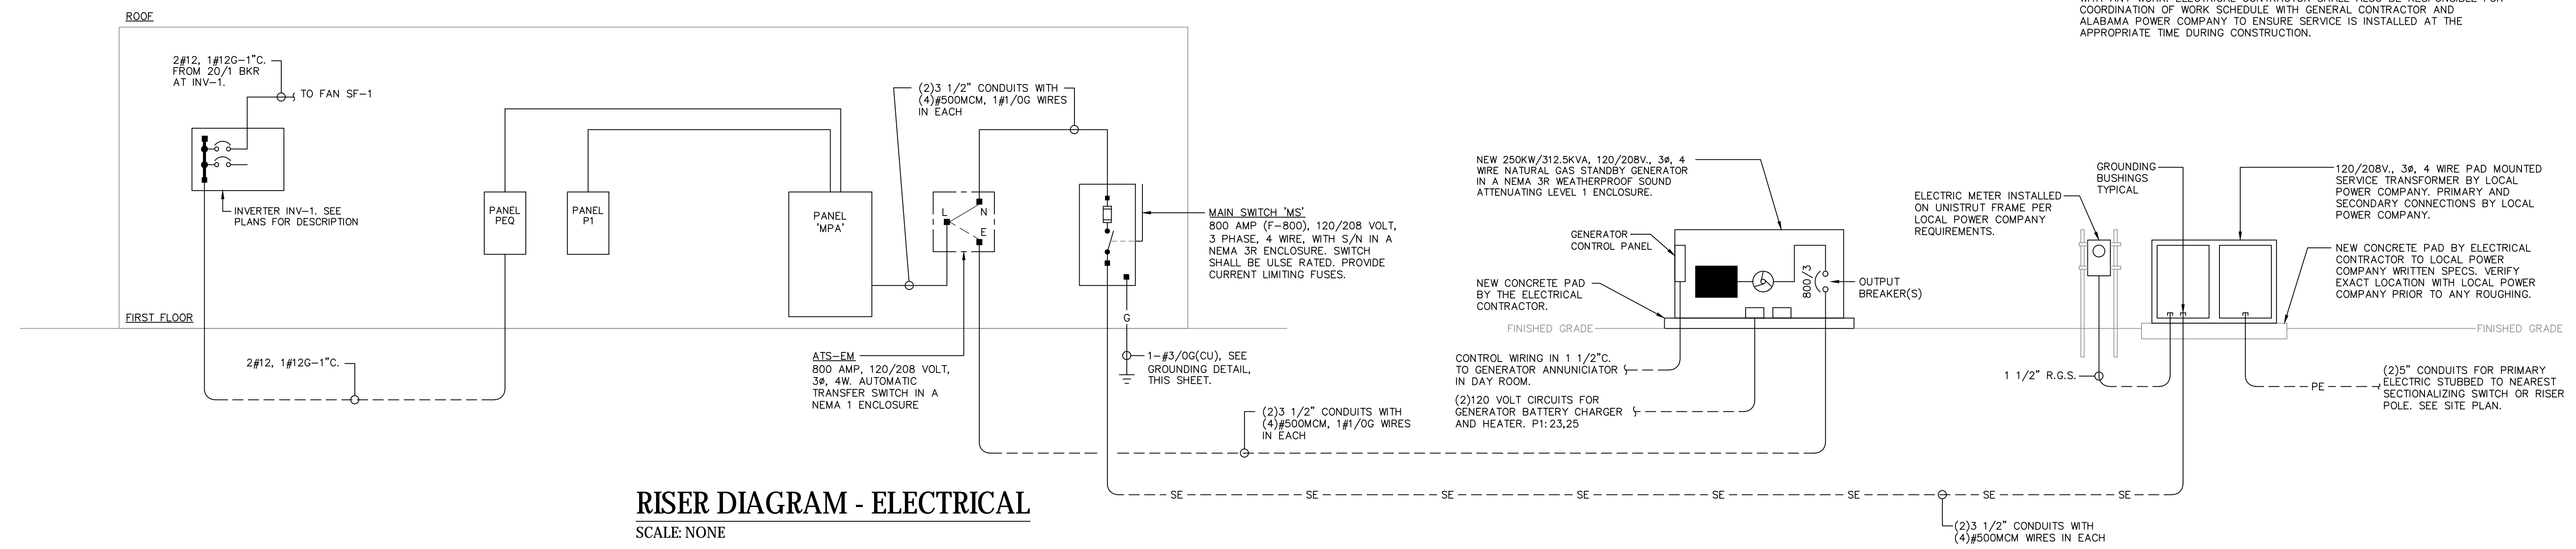 WITH ANY WORK. ELECTRICAL CONTRACTOR SHALL ALSO BE RESPONSIBLE FOR
COORDINATION OF WORK SCHEDULE WITH GENERAL CONTRACTOR AND
ALABAMA POWER COMPANY TO ENSURE SERVICE IS INSTALLED AT THE
APPROPRIATE TIME DURING CONSTRUCTION.
ROOF
2#12, 1#12G-1"C.
FROM 20/1 BKR
AT INV-1.
TO FAN SF-1
INVERTER INV-1. SEE
PLANS FOR DESCRIPTION
PANEL
PEQ
PANEL
P1
PANEL
'MPA'
(2)3 1/2" CONDUITS WITH
(4)#500MCM, 1#1/0G WIRES
IN EACH
L
N
E
MAIN SWITCH 'MS'
800 AMP (F-800), 120/208 VOLT,
3 PHASE, 4 WIRE, WITH S/N IN A
NEMA 3R ENCLOSURE. SWITCH
SHALL BE ULSE RATED. PROVIDE
CURRENT LIMITING FUSES.
FIRST FLOOR
G
1-#3/0G(CU), SEE
GROUNDING DETAIL,
THIS SHEET.
2#12, 1#12G-1"C.
ATS-EM
800 AMP, 120/208 VOLT,
3ø, 4W. AUTOMATIC
TRANSFER SWITCH IN A
NEMA 1 ENCLOSURE
(2)3 1/2" CONDUITS WITH
(4)#500MCM, 1#1/0G WIRES
IN EACH
NEW 250KW/312.5KVA, 120/208V., 3ø, 4
WIRE NATURAL GAS STANDBY GENERATOR
IN A NEMA 3R WEATHERPROOF SOUND
ATTENUATING LEVEL 1 ENCLOSURE.
GENERATOR
CONTROL PANEL
NEW CONCRETE PAD
BY THE ELECTRICAL
CONTRACTOR.
800/3
OUTPUT
BREAKER(S)
FINISHED GRADE
CONTROL WIRING IN 1 1/2"C.
TO GENERATOR ANNUNICIATOR
IN DAY ROOM.
(2)120 VOLT CIRCUITS FOR
GENERATOR BATTERY CHARGER
AND HEATER. P1:23,25
ELECTRIC METER INSTALLED
ON UNISTRUT FRAME PER
LOCAL POWER COMPANY
REQUIREMENTS.
GROUNDING
BUSHINGS
TYPICAL
120/208V., 3ø, 4 WIRE PAD MOUNTED
SERVICE TRANSFORMER BY LOCAL
POWER COMPANY. PRIMARY AND
SECONDARY CONNECTIONS BY LOCAL
POWER COMPANY.
NEW CONCRETE PAD BY ELECTRICAL
CONTRACTOR TO LOCAL POWER
COMPANY WRITTEN SPECS. VERIFY
EXACT LOCATION WITH LOCAL POWER
COMPANY PRIOR TO ANY ROUGHING.
FINISHED GRADE
1 1/2" R.G.S.
PE
(2)5" CONDUITS FOR PRIMARY
ELECTRIC STUBBED TO NEAREST
SECTIONALIZING SWITCH OR RISER
POLE. SEE SITE PLAN.
SE SE SE SE SE SE SE SE
(2)3 1/2" CONDUITS WITH
(4)#500MCM WIRES IN EACH
RISER DIAGRAM - ELECTRICAL
SCALE: NONE